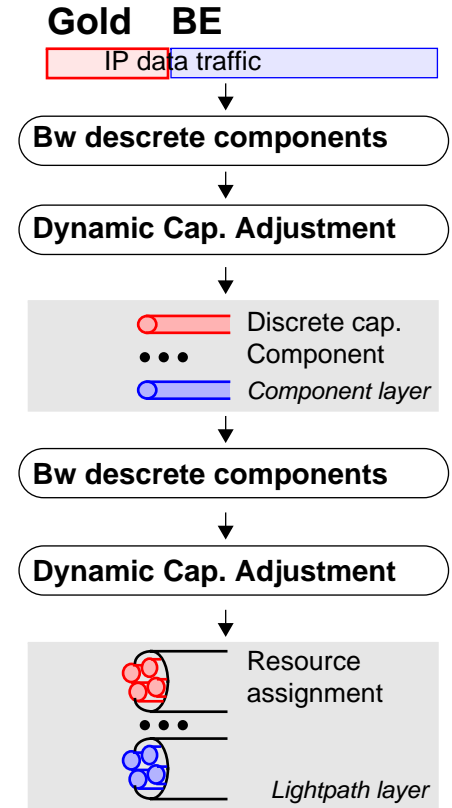 Gold BE
IP data traffic
Bw descrete components
Dynamic Cap. Adjustment
Discrete cap.
Component
Component layer
Bw descrete components
Dynamic Cap. Adjustment
Resource
assignment
Lightpath layer